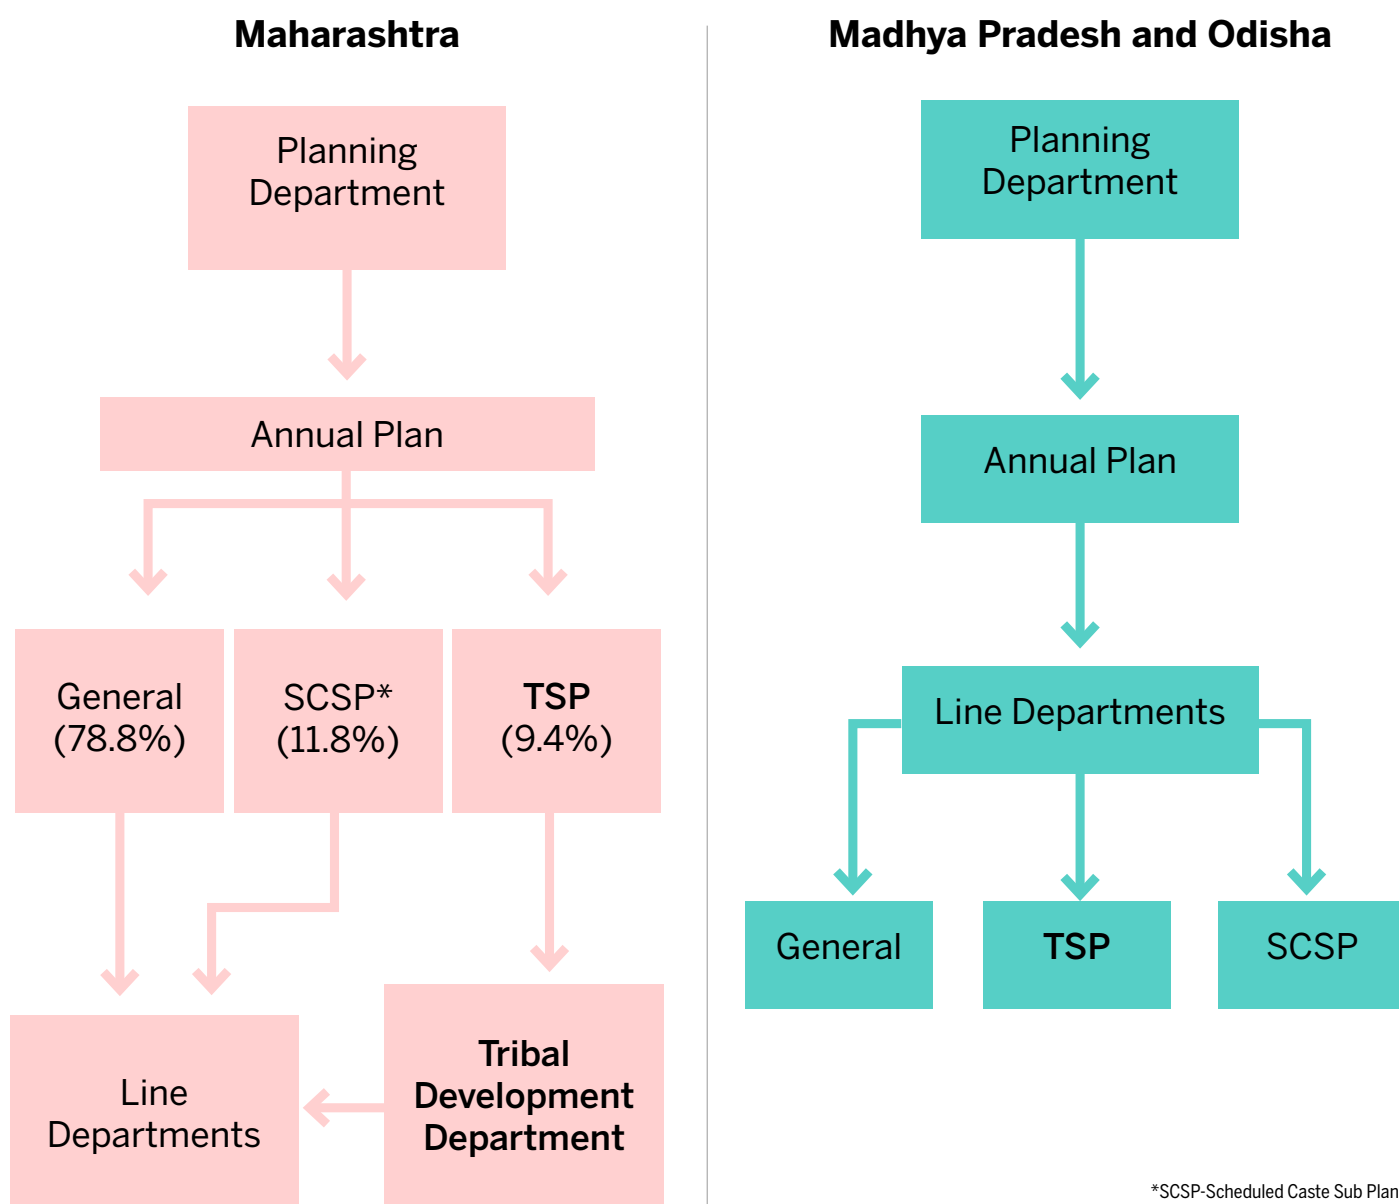 Maharashtra
Planning
Department
Annual Plan
General
(78.8%)
SCSP*
(11.8%)
TSP
(9.4%)
Line
Departments
Tribal
Development
Department
Madhya Pradesh and Odisha
Planning
Department
Annual Plan
Line Departments
General
TSP
SCSP
*SCSP-Scheduled Caste Sub Plan